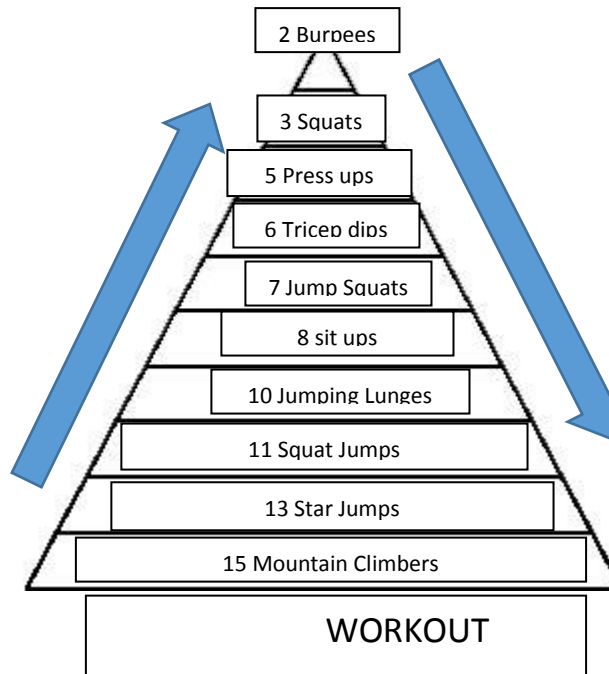 2 Burpees
3 Squats
5 Press ups
6 Tricep dips
7 Jump Squats
8 sit ups
10 Jumping Lunges
11 Squat Jumps
13 Star Jumps
15 Mountain Climbers
WORKOUT